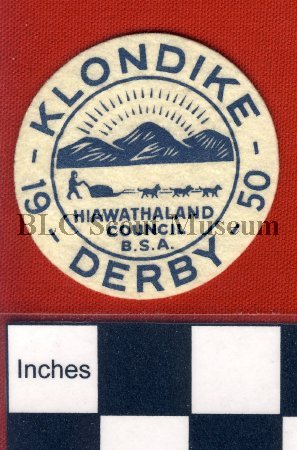 KLONDIKE
19 - 50
HIAWATHALAND
COUNCIL
B.S.A.
DERBY
BLC Scout Museum
Inches